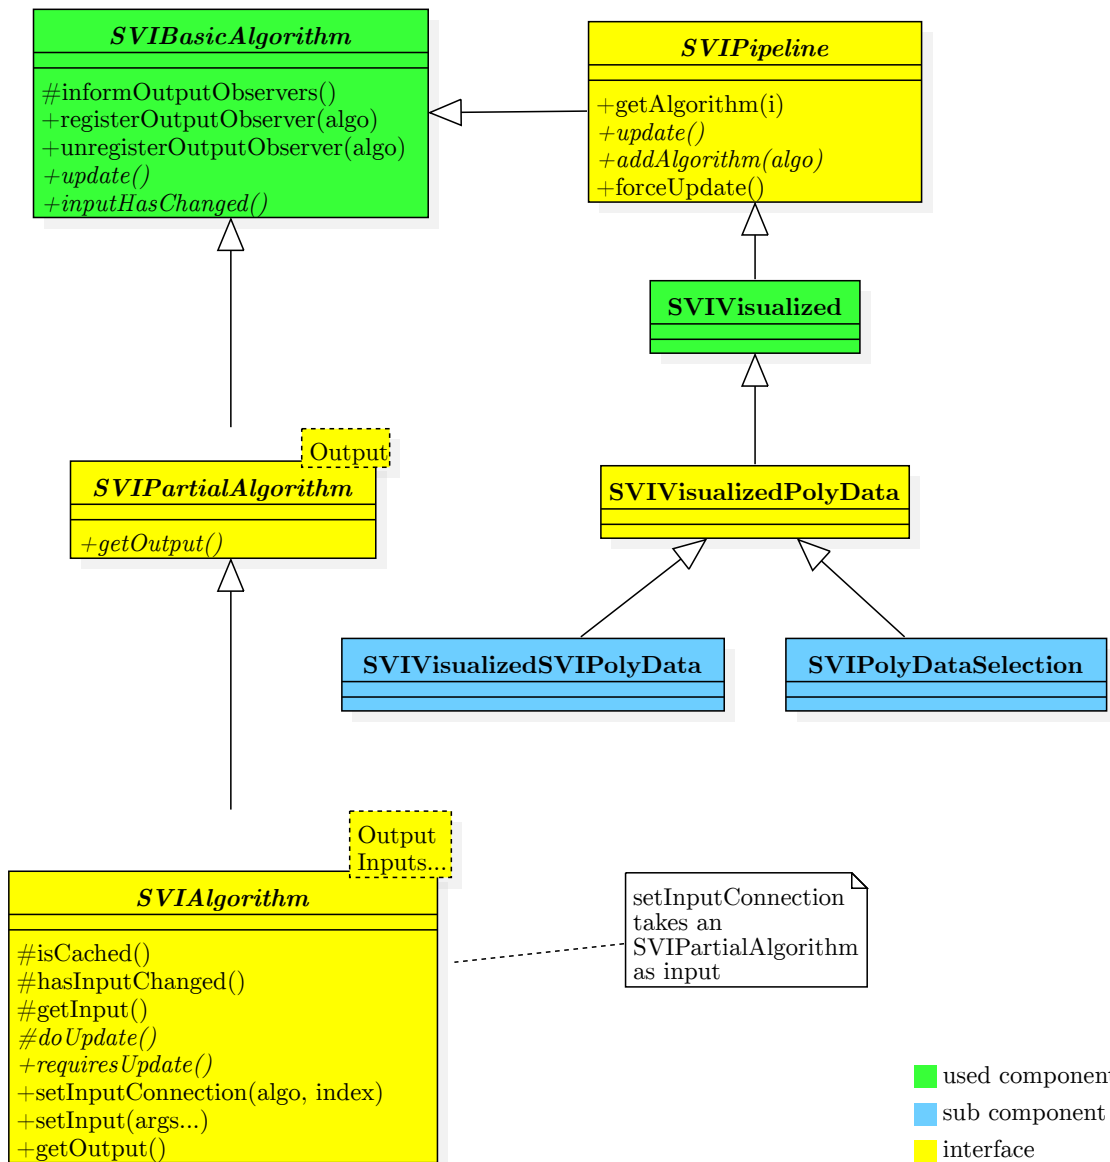 SVIBasicAlgorithm
#informOutputObservers()
+registerOutputObserver(algo)
+unregisterOutputObserver(algo)
+update()
+inputHasChanged()
SVIPipeline
+getAlgorithm(i)
+update()
+addAlgorithm(algo)
+forceUpdate()
SVIVisualized
Output
SVIPartialAlgorithm
+getOutput()
SVIVisualizedPolyData
SVIVisualizedSVIPolyData
SVIPolyDataSelection
Output
Inputs...
SVIAlgorithm
#isCached()
#hasInputChanged()
#getInput()
#doUpdate()
+requiresUpdate()
+setInputConnection(algo, index)
+setInput(args...)
+getOutput()
setInputConnection
takes an
SVIPartialAlgorithm
as input
used component
sub component
interface